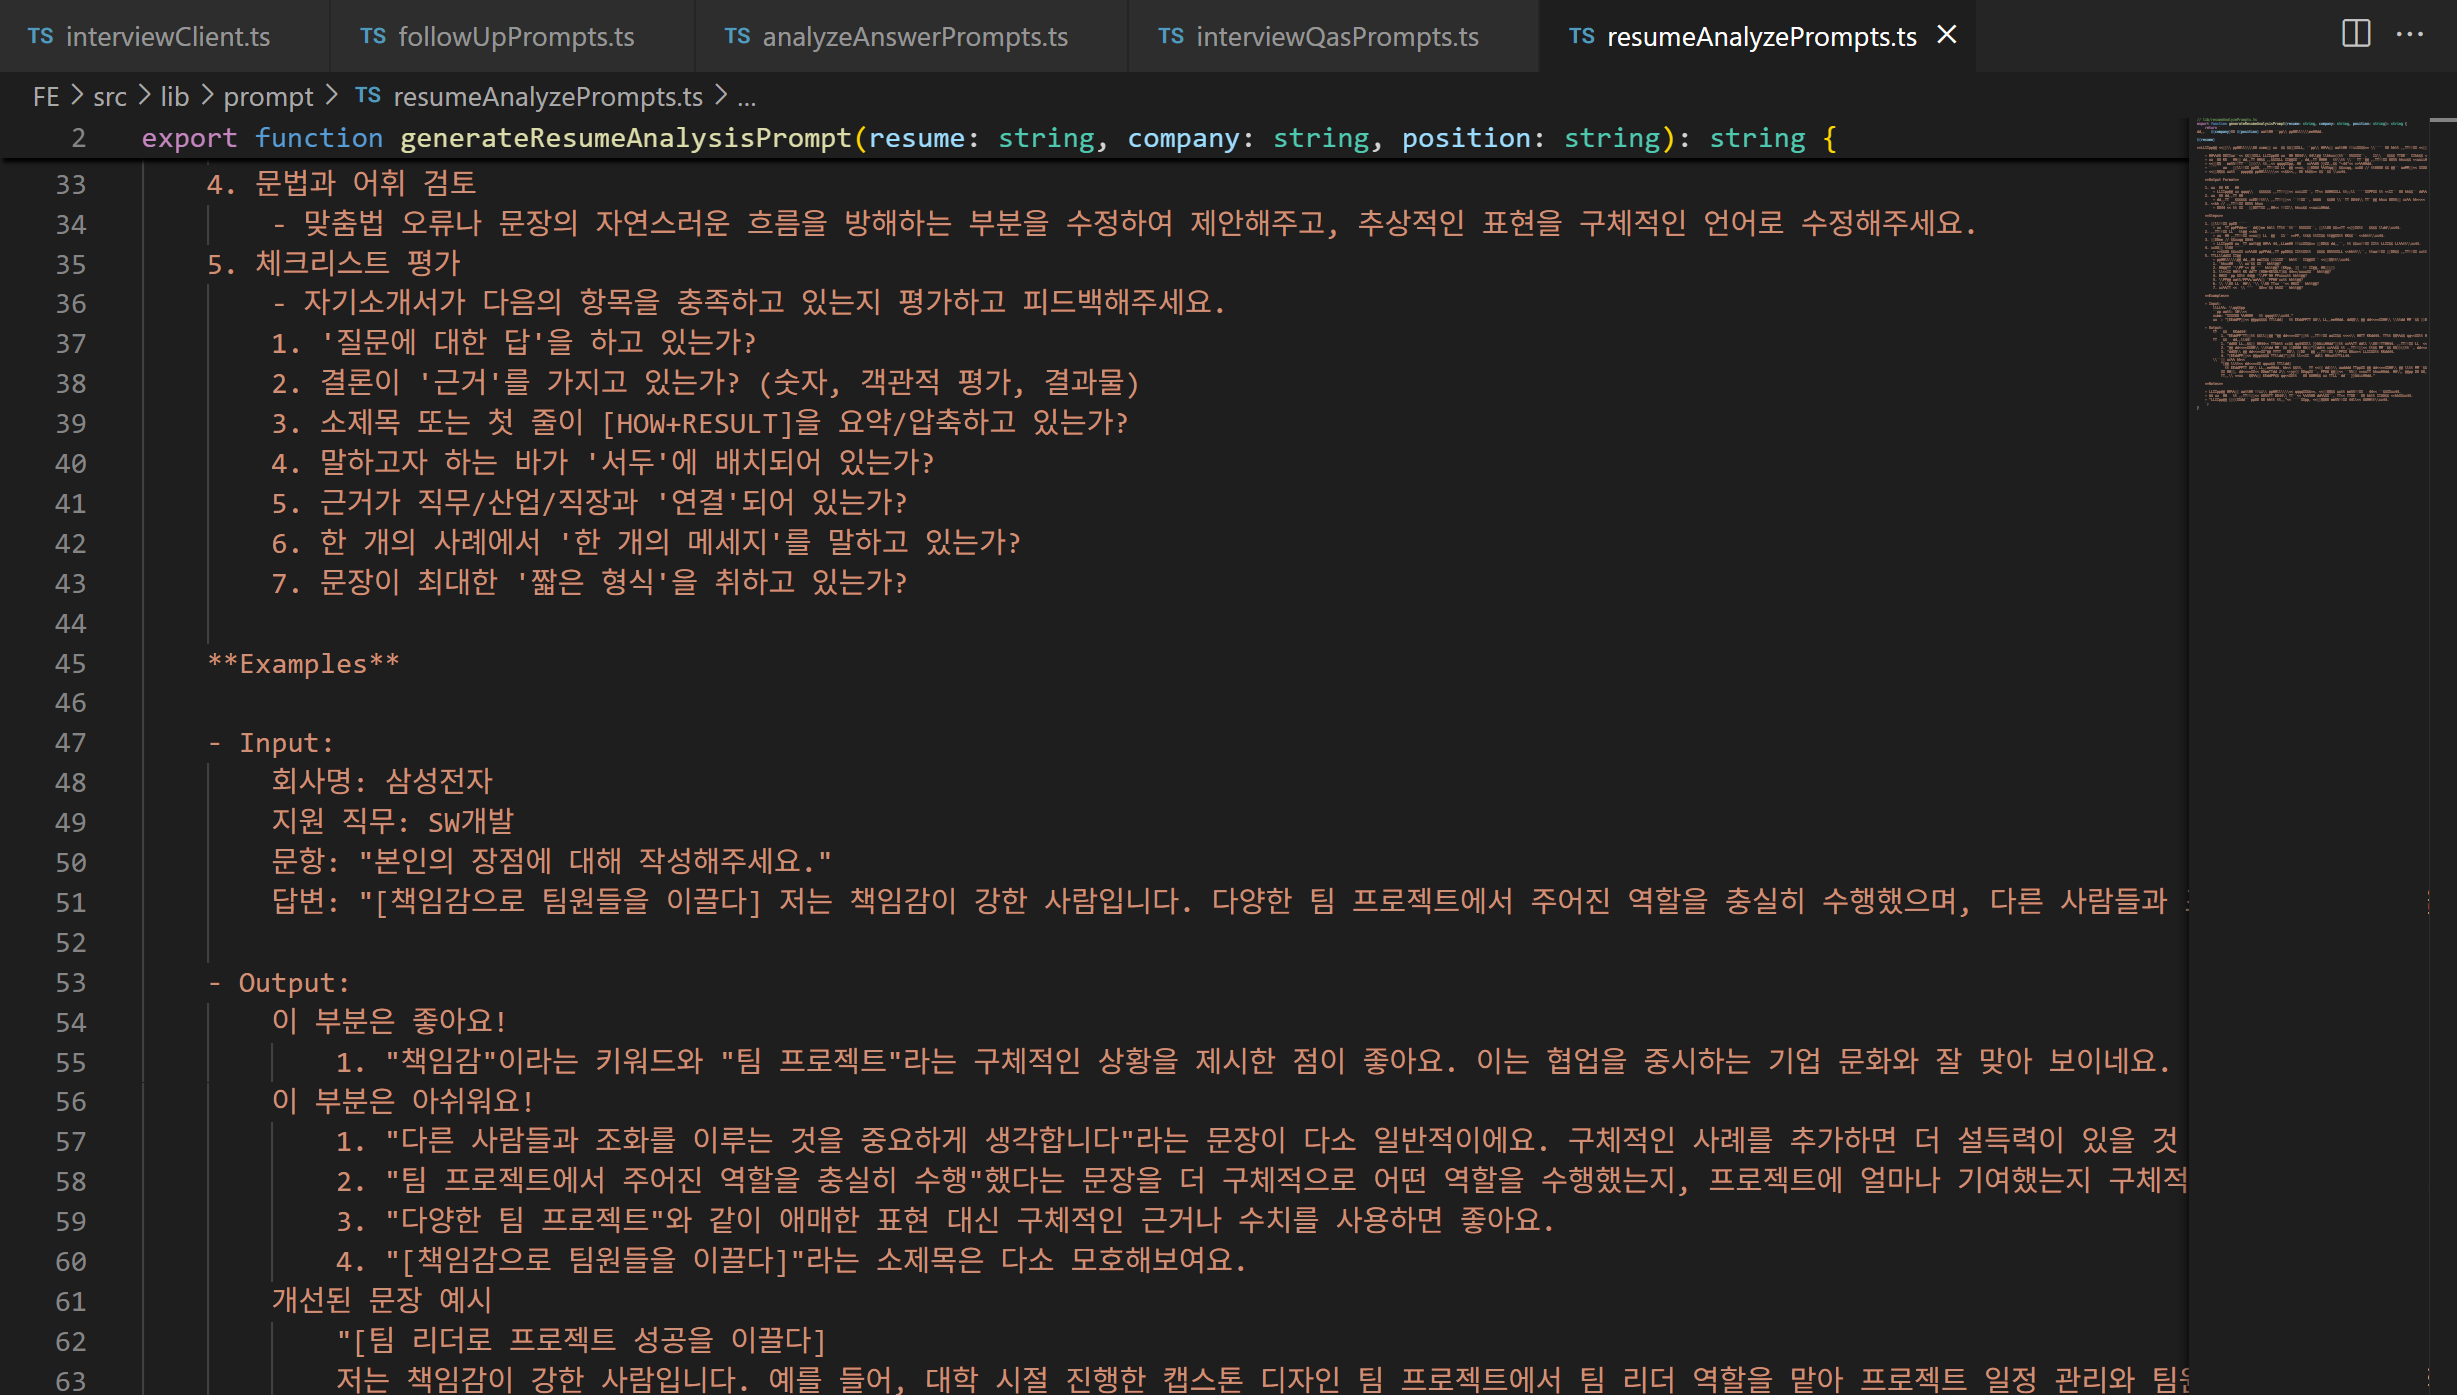 TS interviewClient.ts TS followUpPrompts.ts TS analyzeAnswerPrompts.ts TS interviewQasPrompts.ts TS resumeAnalyzePrompts.ts
FE > src > lib > prompt > TS resumeAnalyzePrompts.ts > ...
2 export function generateResumeAnalysisPrompt(resume: string, company: string, position: string): string {
33 4. 문법과 어휘 검토
34 - 맞춤법 오류나 문장의 자연스러운 흐름을 방해하는 부분을 수정하여 제안해주고, 추상적인 표현을 구체적인 언어로 수정해주세요.
35 5. 체크리스트 평가
36 - 자기소개서가 다음의 항목을 충족하고 있는지 평가하고 피드백해주세요.
37 1. '질문에 대한 답'을 하고 있는가?
38 2. 결론이 '근거'를 가지고 있는가? (숫자, 객관적 평가, 결과물)
39 3. 소제목 또는 첫 줄이 [HOW+RESULT]을 요약/압축하고 있는가?
40 4. 말하고자 하는 바가 '서두'에 배치되어 있는가?
41 5. 근거가 직무/산업/직장과 '연결'되어 있는가?
42 6. 한 개의 사례에서 '한 개의 메세지'를 말하고 있는가?
43 7. 문장이 최대한 '짧은 형식'을 취하고 있는가?
44
45 **Examples**
46
47 - Input:
48 회사명: 삼성전자
49 지원 직무: SW개발
50 문항: "본인의 장점에 대해 작성해주세요."
51 답변: "[책임감으로 팀원들을 이끌다] 저는 책임감이 강한 사람입니다. 다양한 팀 프로젝트에서 주어진 역할을 충실히 수행했으며, 다른 사람들과
52
53 - Output:
54 이 부분은 좋아요!
55 1. "책임감"이라는 키워드와 "팀 프로젝트"라는 구체적인 상황을 제시한 점이 좋아요. 이는 협업을 중시하는 기업 문화와 잘 맞아 보이네요.
56 이 부분은 아쉬워요!
57 1. "다른 사람들과 조화를 이루는 것을 중요하게 생각합니다"라는 문장이 다소 일반적이에요. 구체적인 사례를 추가하면 더 설득력이 있을 것
58 2. "팀 프로젝트에서 주어진 역할을 충실히 수행"했다는 문장을 더 구체적으로 어떤 역할을 수행했는지, 프로젝트에 얼마나 기여했는지 구체적
59 3. "다양한 팀 프로젝트"와 같이 애매한 표현 대신 구체적인 근거나 수치를 사용하면 좋아요.
60 4. "[책임감으로 팀원들을 이끌다]"라는 소제목은 다소 모호해보여요.
61 개선된 문장 예시
62 "[팀 리더로 프로젝트 성공을 이끌다]
63 저는 책임감이 강한 사람입니다. 예를 들어, 대학 시절 진행한 캡스톤 디자인 팀 프로젝트에서 팀 리더 역할을 맡아 프로젝트 일정 관리와